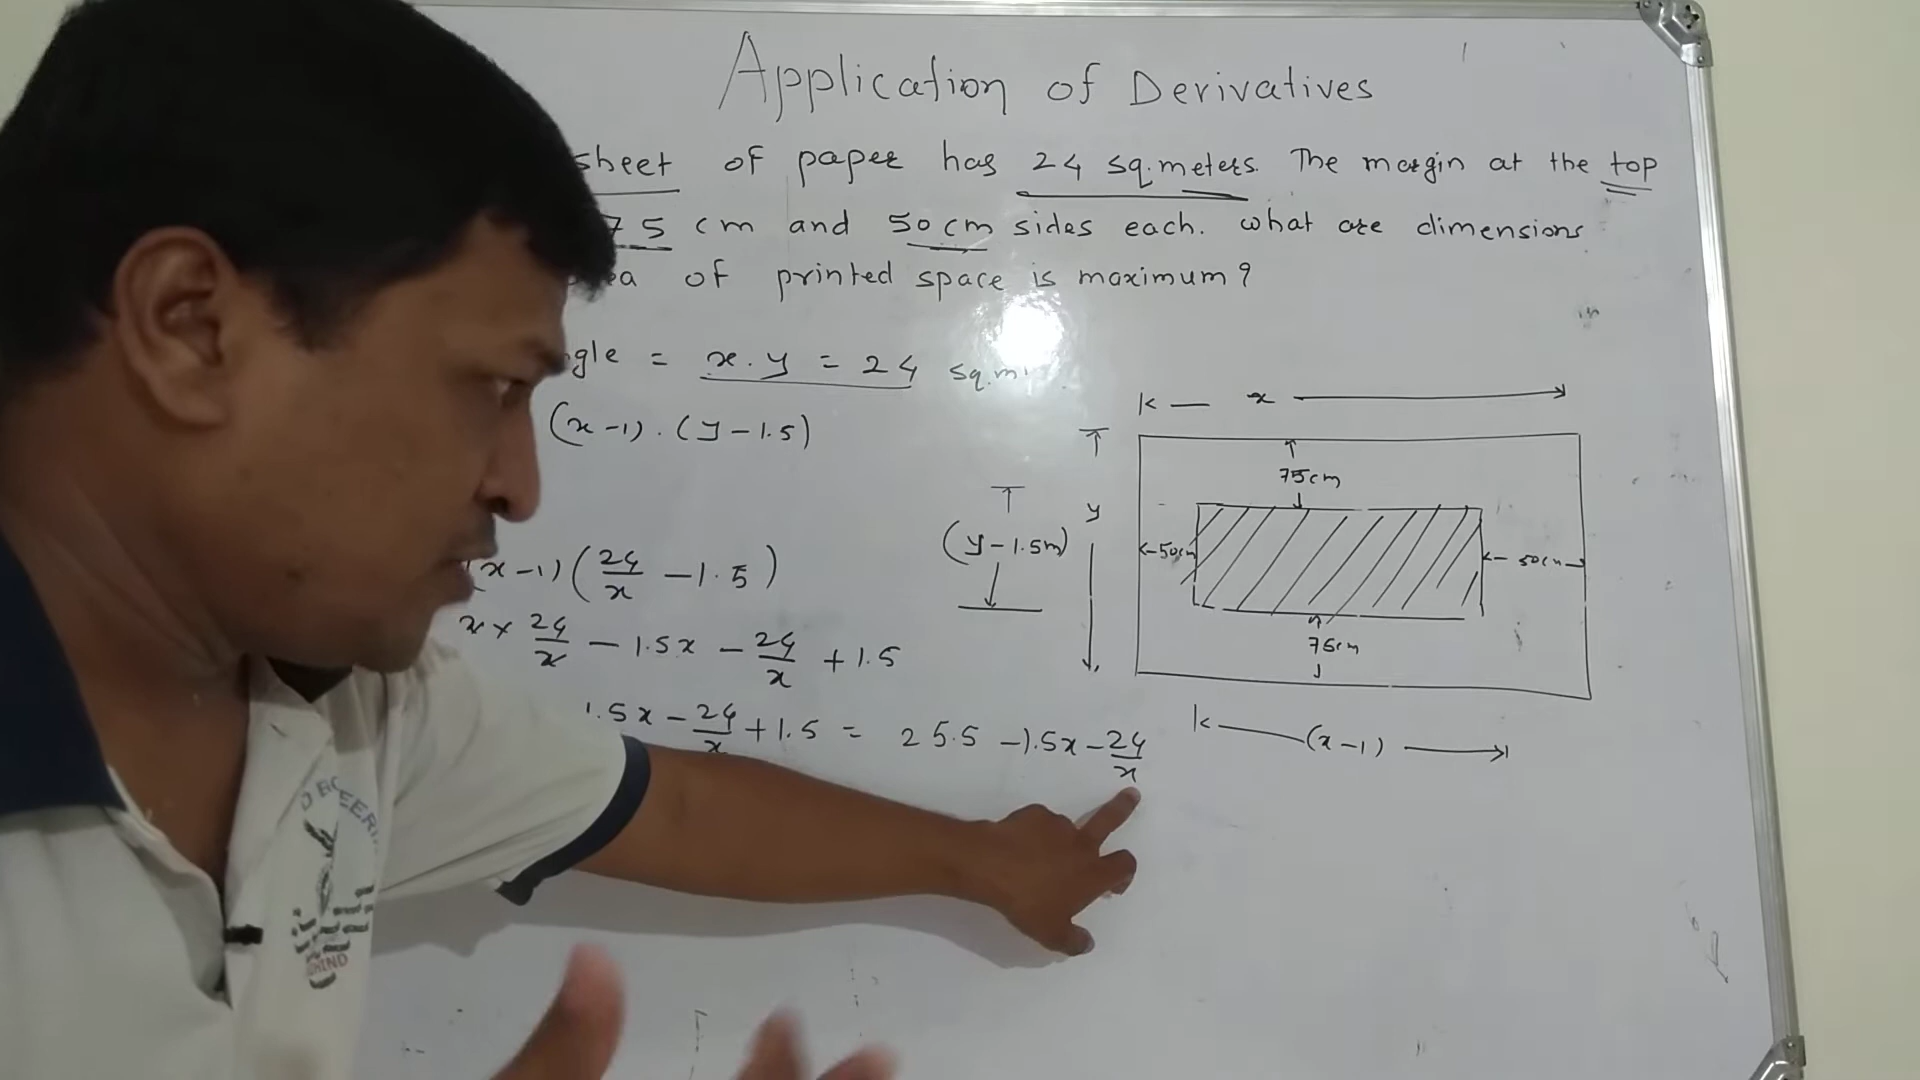 Application of Derivatives
sheet of paper has 24 sq.meters. The margin at the top
75 cm and 50cm sides each. what are dimensions
of printed space is maximum?
= x.y = 24 sq.m
(x-1).(y-1.5)
(x-1)(24/x -1.5)
x × 24/x - 1.5x - 24/x + 1.5
1.5x - 24/x + 1.5 = 25.5 - 1.5x - 24/x
x
75cm
y
(y-1.5m)
50cm
50cm
75cm
(x-1)